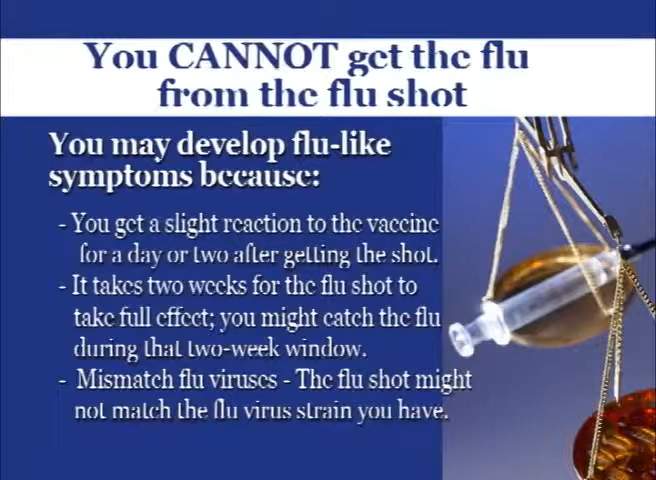 You CANNOT get the flu
from the flu shot
You may develop flu-like
symptoms because:
- You get a slight reaction to the vaccine
for a day or two after getting the shot.
- It takes two weeks for the flu shot to
take full effect; you might catch the flu
during that two-week window.
- Mismatch flu viruses - The flu shot might
not match the flu virus strain you have.